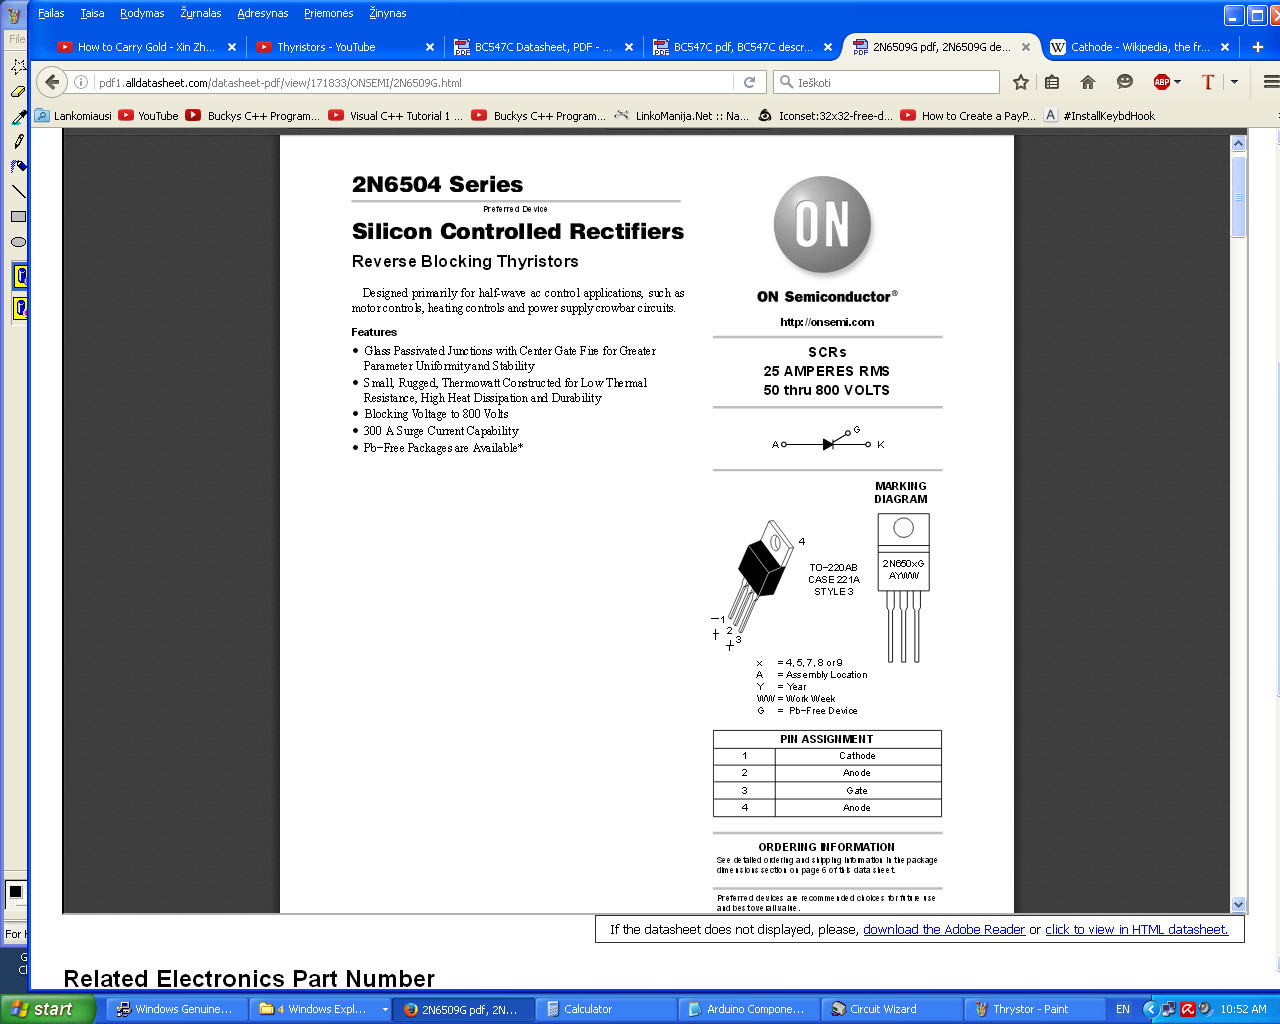 Failas Taisa Rodymas Žurnalas Adresynas Priemonės Žinynas
File
How to Carry Gold - Xin Zh...
Thyristors - YouTube
BC547C Datasheet, PDF - ...
BC547C pdf, BC547C descr...
2N6509G pdf, 2N6509G de...
Cathode - Wikipedia, the fr...
pdf1.alldatasheet.com/datasheet-pdf/view/171833/ONSEMI/2N6509G.html
Ieškoti
ABP
T
Lankomiausi
YouTube
Buckys C++ Program...
Visual C++ Tutorial 1 ...
Buckys C++ Program...
LinkoManija.Net :: Na...
Iconset:32x32-free-d...
How to Create a PayP...
A #InstallKeybdHook
2N6504 Series
Preferred Device
Silicon Controlled Rectifiers
Reverse Blocking Thyristors
Designed primarily for half-wave ac control applications, such as
motor controls, heating controls and power supply crowbar circuits.
Features
• Glass Passivated Junctions with Center Gate Fire for Greater
Parameter Uniformity and Stability
• Small, Rugged, Thermowatt Constructed for Low Thermal
Resistance, High Heat Dissipation and Durability
• Blocking Voltage to 800 Volts
• 300 A Surge Current Capability
• Pb−Free Packages are Available*
ON
ON Semiconductor®
http://onsemi.com
SCRs
25 AMPERES RMS
50 thru 800 VOLTS
A G K
MARKING
DIAGRAM
4
TO−220AB
CASE 221A
STYLE 3
2N650xG
AYWW
−1
+ 2
+ 3
x = 4, 5, 7, 8 or 9
A = Assembly Location
Y = Year
WW = Work Week
G = Pb−Free Device
PIN ASSIGNMENT
1 Cathode
2 Anode
3 Gate
4 Anode
ORDERING INFORMATION
See detailed ordering and shipping information in the package
dimensions section on page 6 of this data sheet.
Preferred devices are recommended choices for future use
and best overall value.
If the datasheet does not displayed, please, download the Adobe Reader or click to view in HTML datasheet.
For H
Related Electronics Part Number
start
Windows Genuine...
4 Windows Expl...
2N6509G pdf, 2N...
Calculator
Arduino Compone...
Circuit Wizard
Thrystor - Paint
EN
10:52 AM